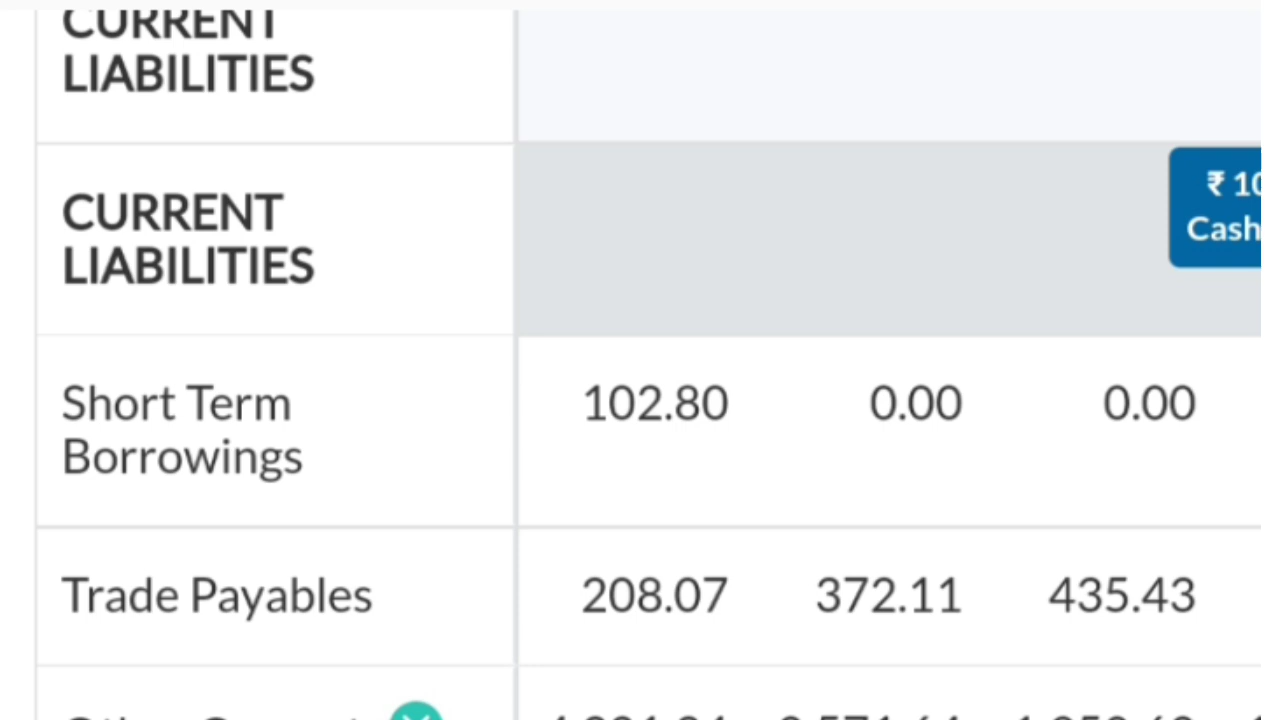 CURRENT
LIABILITIES
CURRENT
LIABILITIES
₹ 10
Cash
Short Term
Borrowings
102.80 0.00 0.00
Trade Payables 208.07 372.11 435.43